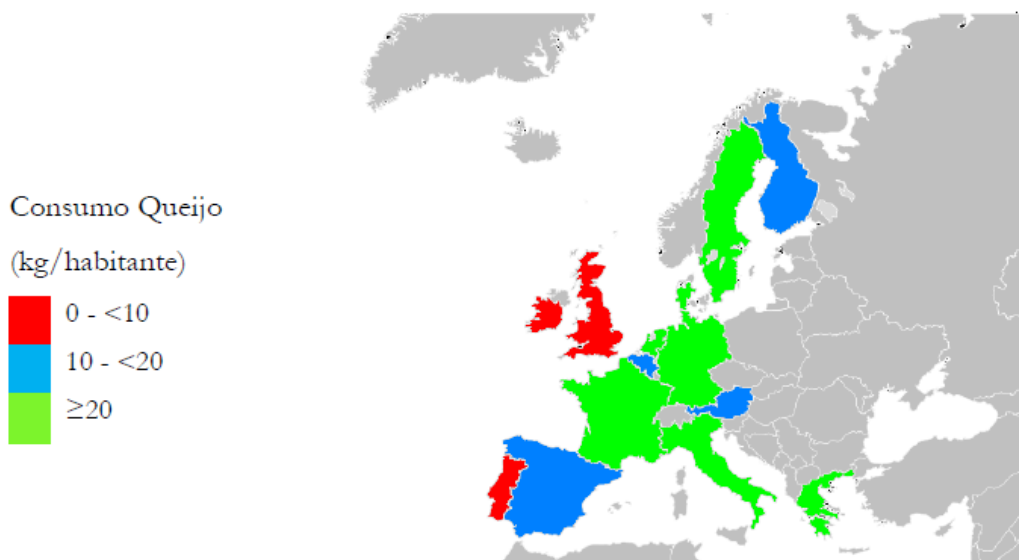 Consumo Queijo
(kg/habitante)
0 - <10
10 - <20
≥20